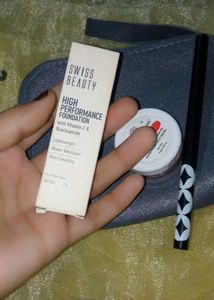 SWISS
BEAUTY
HIGH
PERFORMANCE
FOUNDATION
with Vitamin C &
Niacinamide
Lightweight
Water-Resistant
Non-Creasing